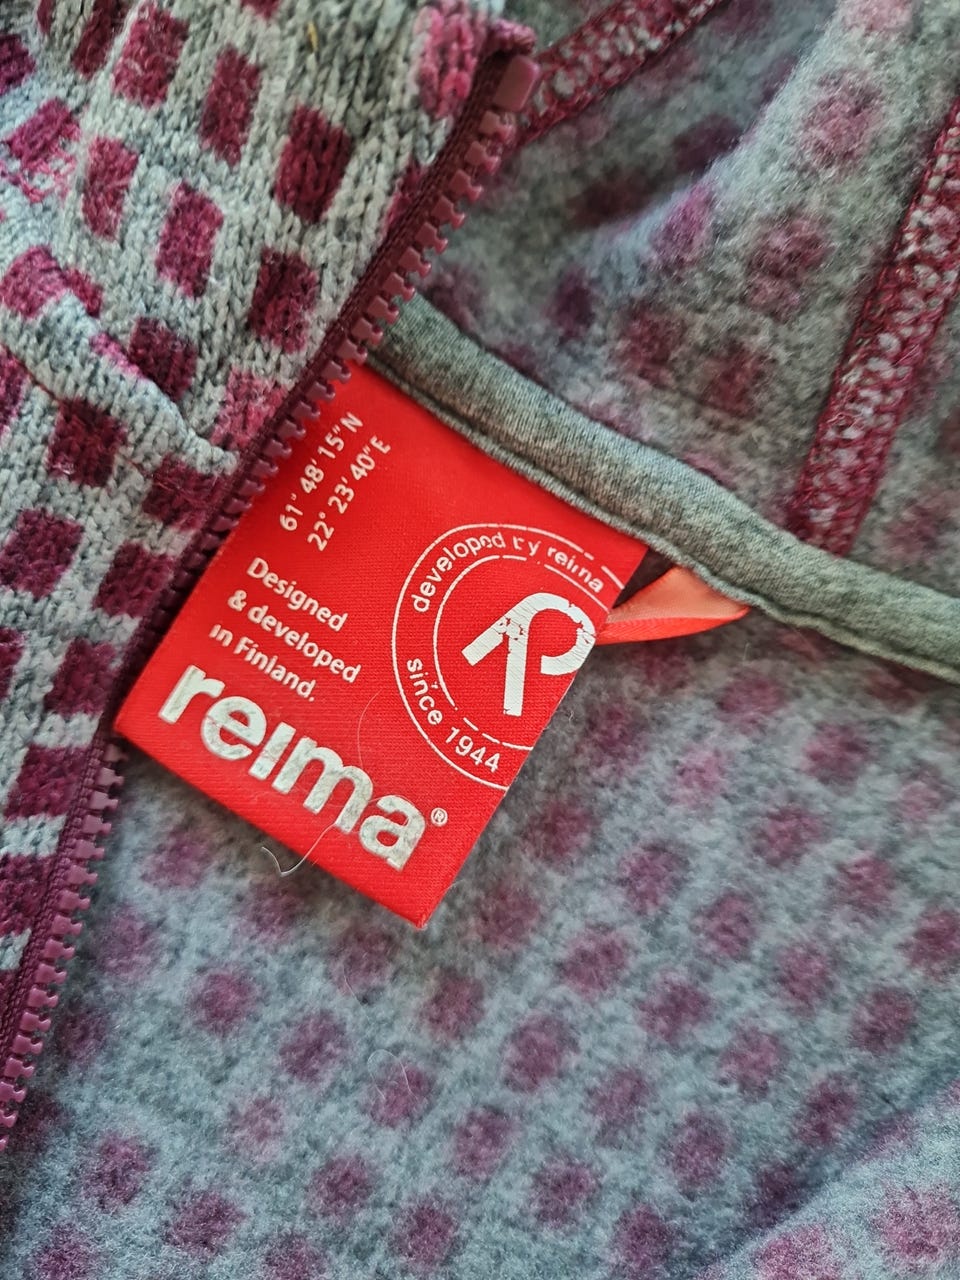 61° 48' 15" N
22° 23' 40" E
Designed
& developed
in Finland.
reima®
developed by reima
since 1944